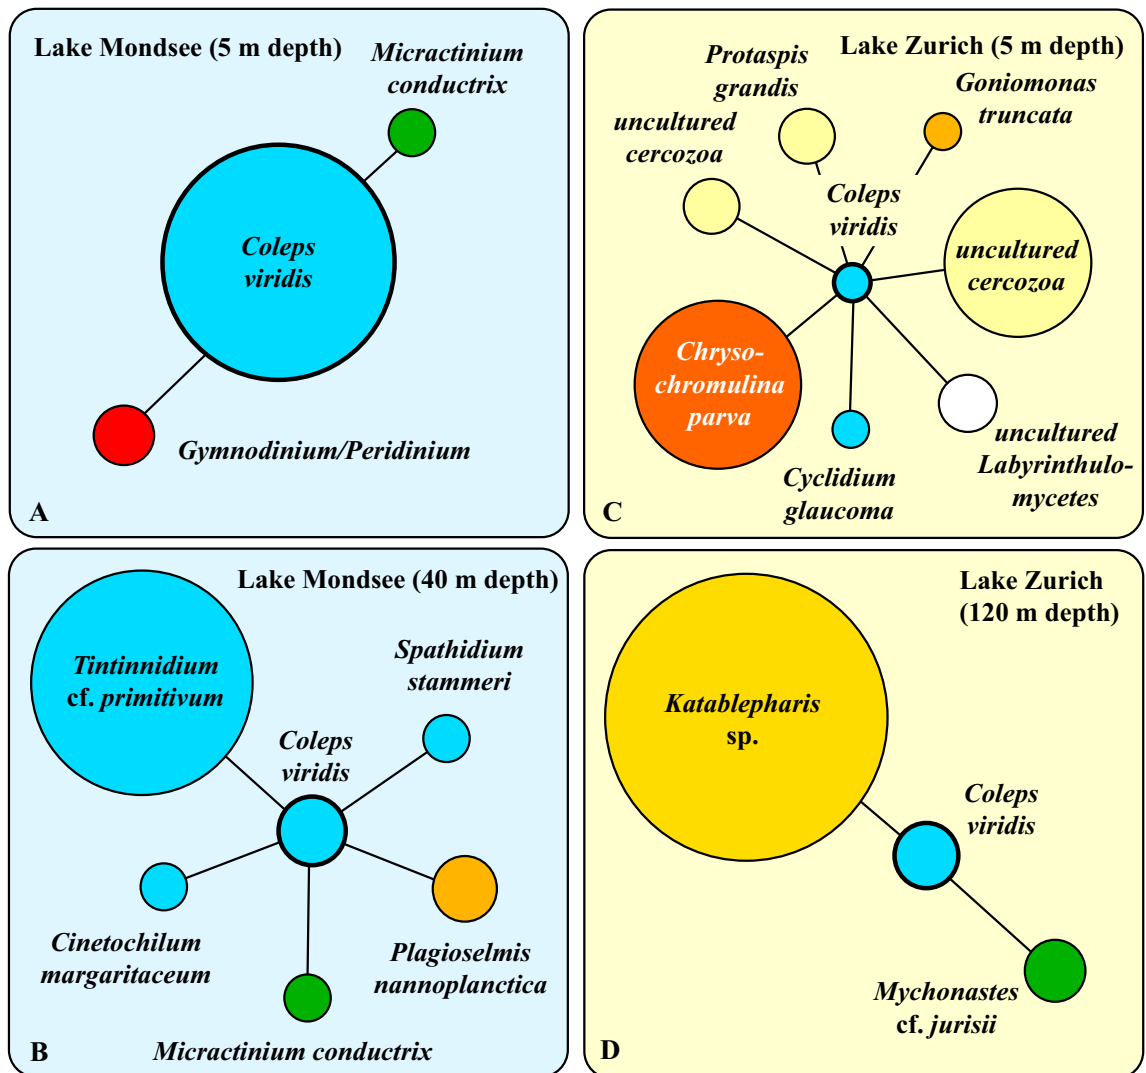 Lake Mondsee (5 m depth)
Micractinium
conductrix
Coleps
viridis
Gymnodinium/Peridinium
A
Lake Zurich (5 m depth)
Protaspis
grandis
Goniomonas
truncata
uncultured
cercozoa
Coleps
viridis
uncultured
cercozoa
Chryso-
chromulina
parva
Cyclidium
glaucoma
uncultured
Labyrinthulo-
mycetes
C
Lake Mondsee (40 m depth)
Tintinnidium
cf. primitivum
Spathidium
stammeri
Coleps
viridis
Cinetochilum
margaritaceum
Plagioselmis
nannoplanctica
Micractinium conductrix
B
Lake Zurich
(120 m depth)
Katablepharis
sp.
Coleps
viridis
Mychonastes
cf. jurisii
D